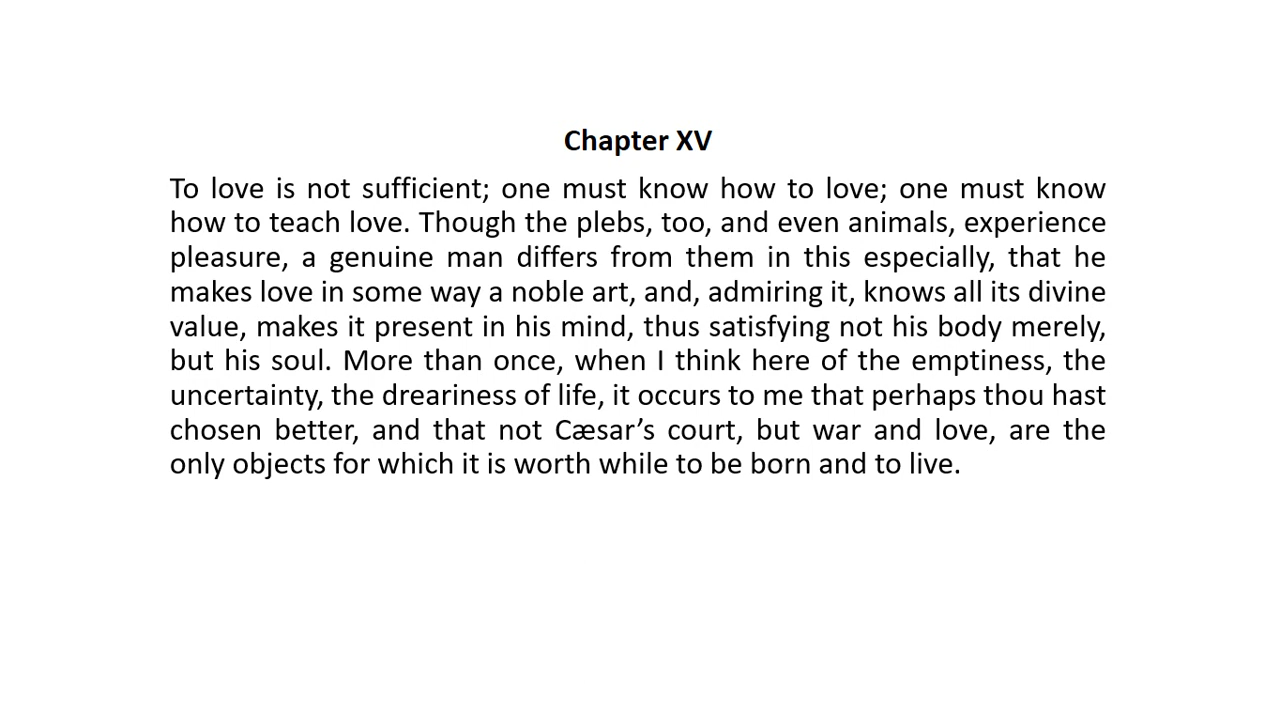 Chapter XV
To love is not sufficient; one must know how to love; one must know
how to teach love. Though the plebs, too, and even animals, experience
pleasure, a genuine man differs from them in this especially, that he
makes love in some way a noble art, and, admiring it, knows all its divine
value, makes it present in his mind, thus satisfying not his body merely,
but his soul. More than once, when I think here of the emptiness, the
uncertainty, the dreariness of life, it occurs to me that perhaps thou hast
chosen better, and that not Cæsar’s court, but war and love, are the
only objects for which it is worth while to be born and to live.